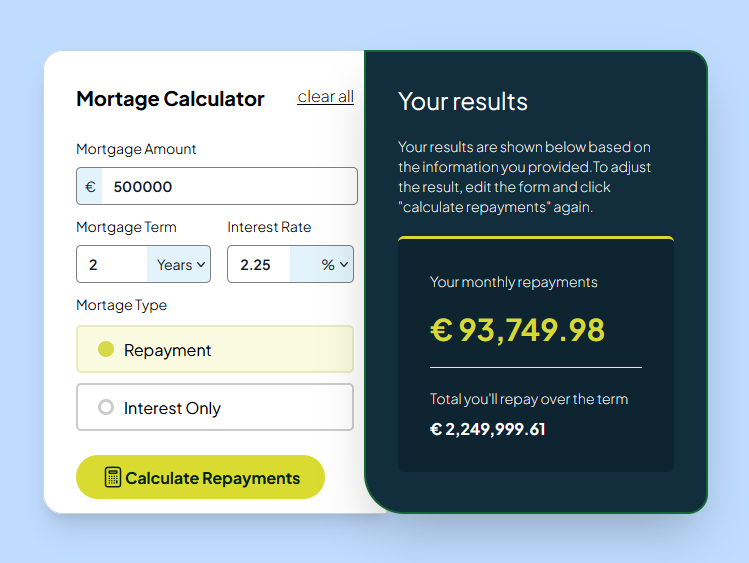 Mortage Calculator
clear all
Mortgage Amount
€ 500000
Mortgage Term
Interest Rate
2 Years
2.25 %
Mortage Type
Repayment
Interest Only
Calculate Repayments
Your results
Your results are shown below based on
the information you provided.To adjust
the result, edit the form and click
"calculate repayments" again.
Your monthly repayments
€ 93,749.98
Total you'll repay over the term
€ 2,249,999.61